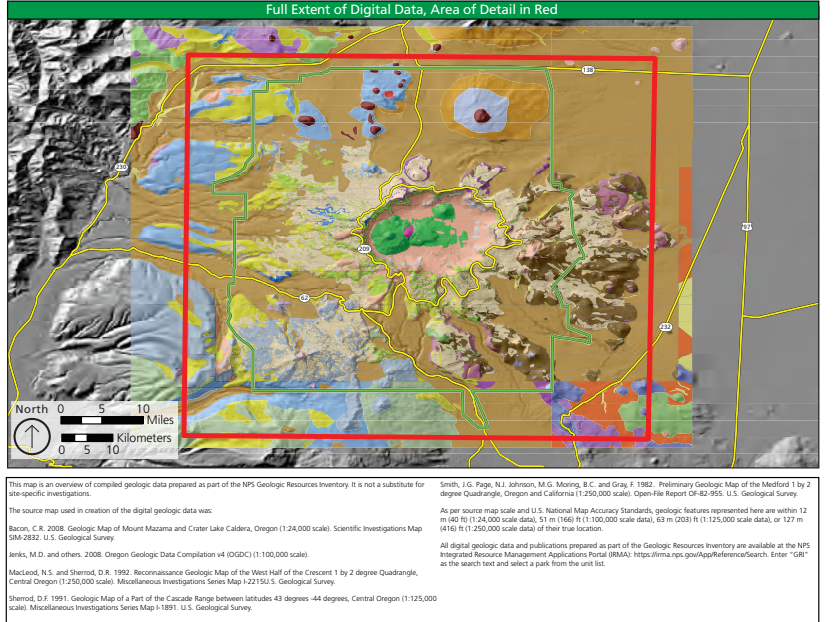 Full Extent of Digital Data, Area of Detail in Red
138
230
209
97
62
232
North 0 5 10
Miles
Kilometers
0 5 10
This map is an overview of compiled geologic data prepared as part of the NPS Geologic Resources Inventory. It is not a substitute for
site-specific investigations.
The source map used in creation of the digital geologic data was:
Bacon, C.R. 2008. Geologic Map of Mount Mazama and Crater Lake Caldera, Oregon (1:24,000 scale). Scientific Investigations Map
SIM-2832. U.S. Geological Survey.
Jenks, M.D. and others. 2008. Oregon Geologic Data Compilation v4 (OGDC) (1:100,000 scale).
MacLeod, N.S. and Sherrod, D.R. 1992. Reconnaissance Geologic Map of the West Half of the Crescent 1 by 2 degree Quadrangle,
Central Oregon (1:250,000 scale). Miscellaneous Investigations Series Map I-2215U.S. Geological Survey.
Sherrod, D.F. 1991. Geologic Map of a Part of the Cascade Range between latitudes 43 degrees -44 degrees, Central Oregon (1:125,000
scale). Miscellaneous Investigations Series Map I-1891. U.S. Geological Survey.
Smith, J.G. Page, N.J. Johnson, M.G. Moring, B.C. and Gray, F. 1982. Preliminary Geologic Map of the Medford 1 by 2
degree Quadrangle, Oregon and California (1:250,000 scale). Open-File Report OF-82-955. U.S. Geological Survey.
As per source map scale and U.S. National Map Accuracy Standards, geologic features represented here are within 12
m (40 ft) (1:24,000 scale data), 51 m (166) ft (1:100,000 scale data), 63 m (203) ft (1:125,000 scale data), or 127 m
(416) ft (1:250,000 scale data) of their true location.
All digital geologic data and publications prepared as part of the Geologic Resources Inventory are available at the NPS
Integrated Resource Management Applications Portal (IRMA): https://irma.nps.gov/App/Reference/Search. Enter "GRI"
as the search text and select a park from the unit list.